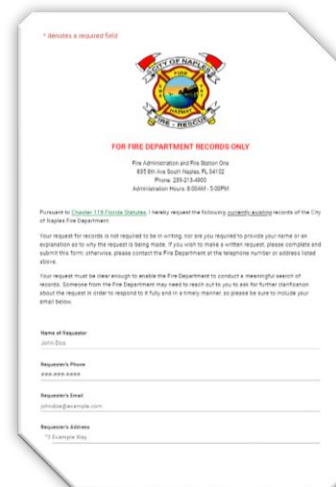 * denotes a required field
CITY OF NAPLES
FIRE
HAZMAT
FIRE - RESCUE
FOR FIRE DEPARTMENT RECORDS ONLY
Fire Administration and Fire Station One
835 8th Ave South Naples, FL 34102
Phone: 239-213-4900
Administration Hours: 8:00AM - 5:00PM
Pursuant to Chapter 119 Florida Statutes, I hereby request the following currently existing records of the City
of Naples Fire Department:
Your request for records is not required to be in writing, nor are you required to provide your name or an
explanation as to why the request is being made. If you wish to make a written request, please complete and
submit this form; otherwise, please contact the Fire Department at the telephone number or address listed
above.
Your request must be clear enough to enable the Fire Department to conduct a meaningful search of
records. Someone from the Fire Department may need to reach out to you to ask for further clarification
about the request in order to respond to it fully and in a timely manner, so please be sure to include your
email below.
Name of Requestor
John Doe
Requester's Phone
###-###-####
Requester's Email
johndoe@example.com
Requester's Address
Example Way